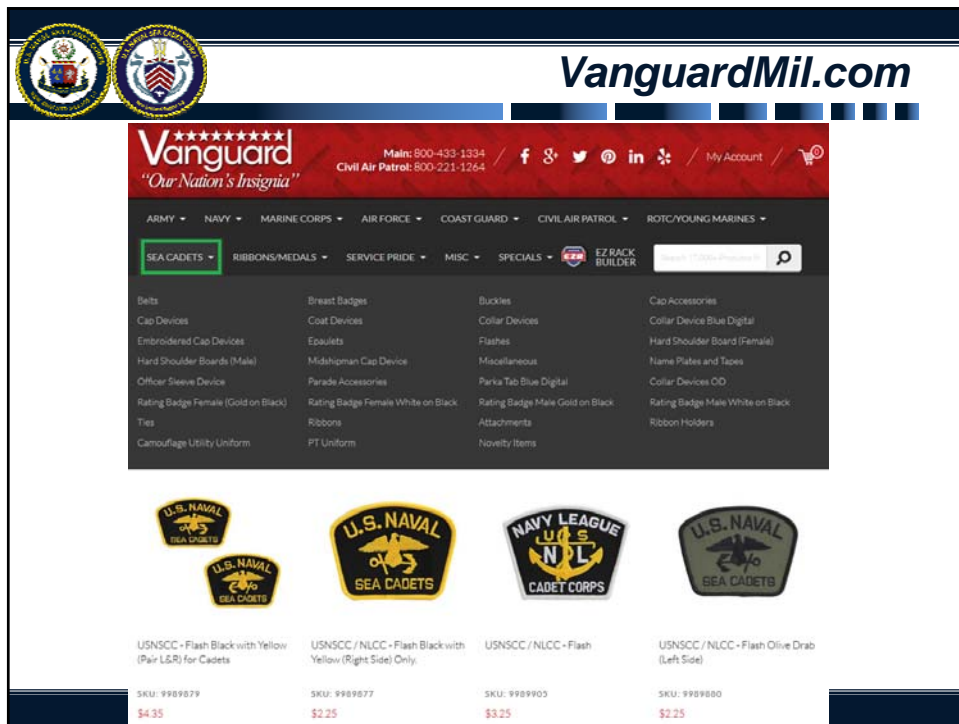 VanguardMil.com
Vanguard
"Our Nation's Insignia"
Main: 800-433-1334
Civil Air Patrol: 800-221-1264
My Account
0
ARMY NAVY MARINE CORPS AIR FORCE COAST GUARD CIVIL AIR PATROL ROTC/YOUNG MARINES
SEA CADETS RIBBONS/MEDALS SERVICE PRIDE MISC SPECIALS EZR EZ RACK BUILDER
Belts Breast Badges Buckles Cap Accessories
Cap Devices Coat Devices Collar Devices Collar Device Blue Digital
Embroidered Cap Devices Epaulets Flashes Hard Shoulder Board (Female)
Hard Shoulder Boards (Male) Midshipman Cap Device Miscellaneous Name Plates and Tapes
Officer Sleeve Device Parade Accessories Parka Tab Blue Digital Collar Devices OD
Rating Badge Female (Gold on Black) Rating Badge Female White on Black Rating Badge Male Gold on Black Rating Badge Male White on Black
Ties Ribbons Attachments Ribbon Holders
Camouflage Utility Uniform PT Uniform Novelty Items
U.S. NAVAL
SEA CADETS
U.S. NAVAL
SEA CADETS
U.S. NAVAL
SEA CADETS
NAVY LEAGUE
U S
N L
CADET CORPS
U.S. NAVAL
SEA CADETS
USNSCC - Flash Black with Yellow
(Pair L&R) for Cadets
SKU: 9989879
$4.35
USNSCC / NLCC - Flash Black with
Yellow (Right Side) Only.
SKU: 9989877
$2.25
USNSCC / NLCC - Flash
SKU: 9989905
$3.25
USNSCC / NLCC - Flash Olive Drab
(Left Side)
SKU: 9989880
$2.25